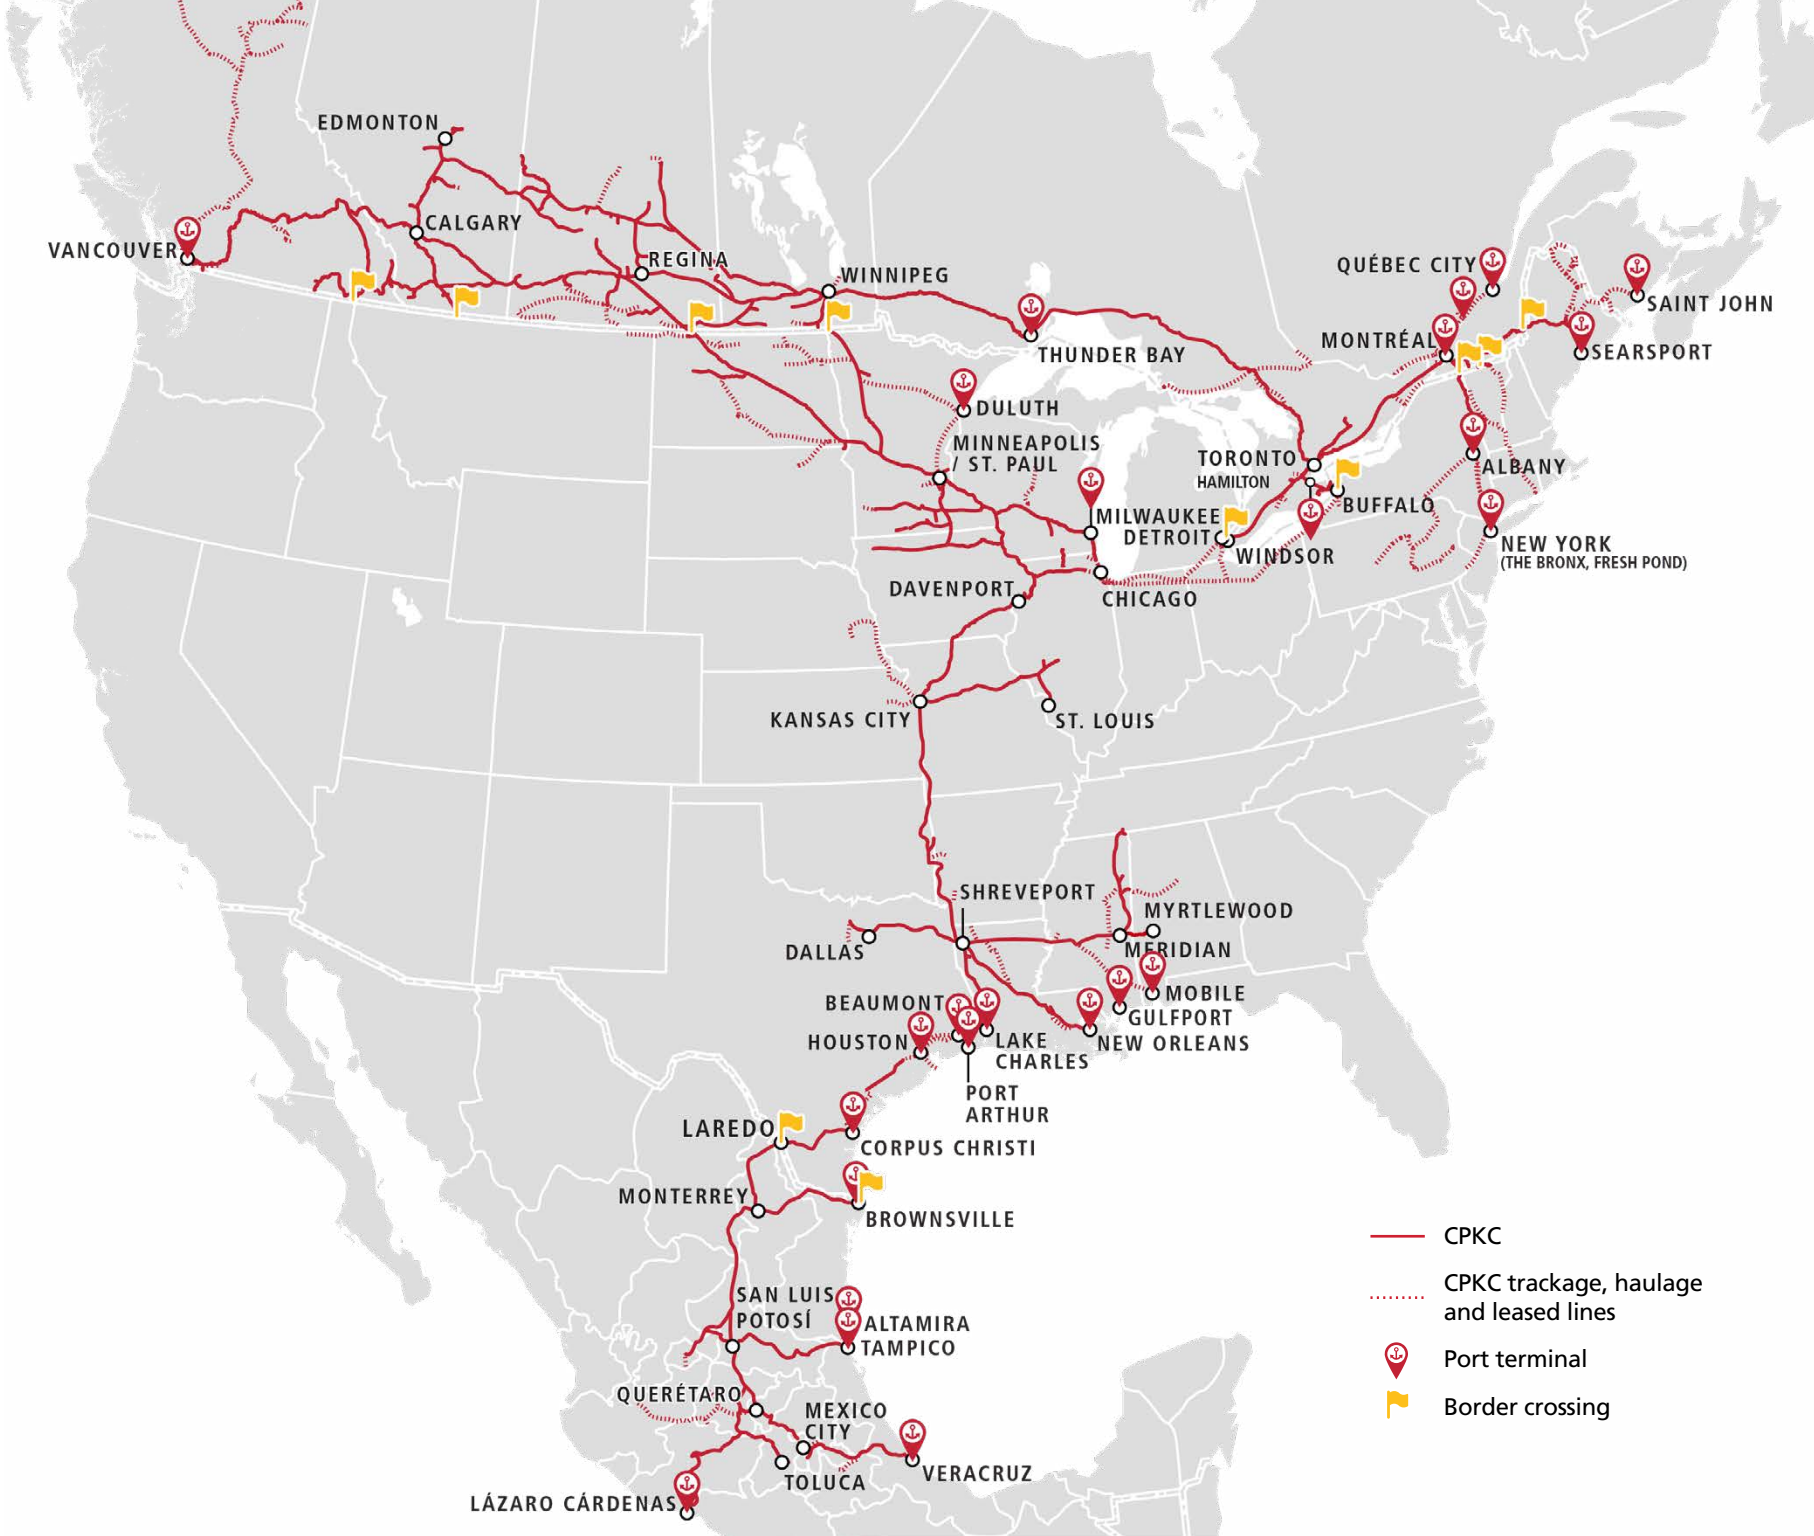 EDMONTON
CALGARY
VANCOUVER
REGINA
WINNIPEG
QUÉBEC CITY
SAINT JOHN
MONTRÉAL
SEARSPORT
THUNDER BAY
DULUTH
MINNEAPOLIS
/ ST. PAUL
TORONTO
HAMILTON
ALBANY
BUFFALO
MILWAUKEE
DETROIT
WINDSOR
NEW YORK
(THE BRONX, FRESH POND)
DAVENPORT
CHICAGO
KANSAS CITY
ST. LOUIS
SHREVEPORT
MYRTLEWOOD
DALLAS
MERIDIAN
MOBILE
BEAUMONT
GULFPORT
HOUSTON
LAKE
CHARLES
NEW ORLEANS
PORT
ARTHUR
LAREDO
CORPUS CHRISTI
MONTERREY
BROWNSVILLE
SAN LUIS
POTOSÍ
ALTAMIRA
TAMPICO
QUERÉTARO
MEXICO
CITY
VERACRUZ
TOLUCA
LÁZARO CÁRDENAS
CPKC
CPKC trackage, haulage
and leased lines
Port terminal
Border crossing